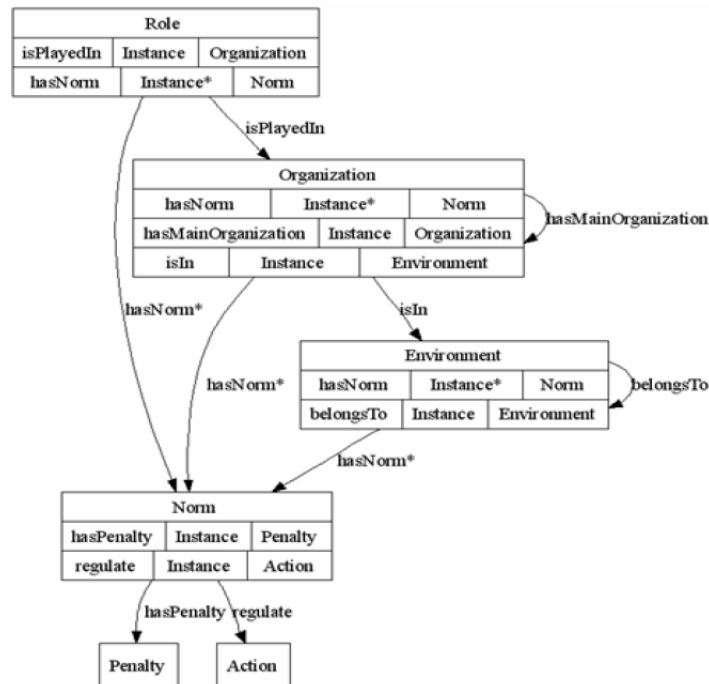 Role
isPlayedIn Instance Organization
hasNorm Instance* Norm
isPlayedIn
Organization
hasNorm Instance* Norm
hasMainOrganization Instance Organization
isIn Instance Environment
hasMainOrganization
hasNorm*
isIn
hasNorm*
Environment
hasNorm Instance* Norm
belongsTo Instance Environment
belongsTo
hasNorm*
Norm
hasPenalty Instance Penalty
regulate Instance Action
hasPenalty regulate
Penalty Action